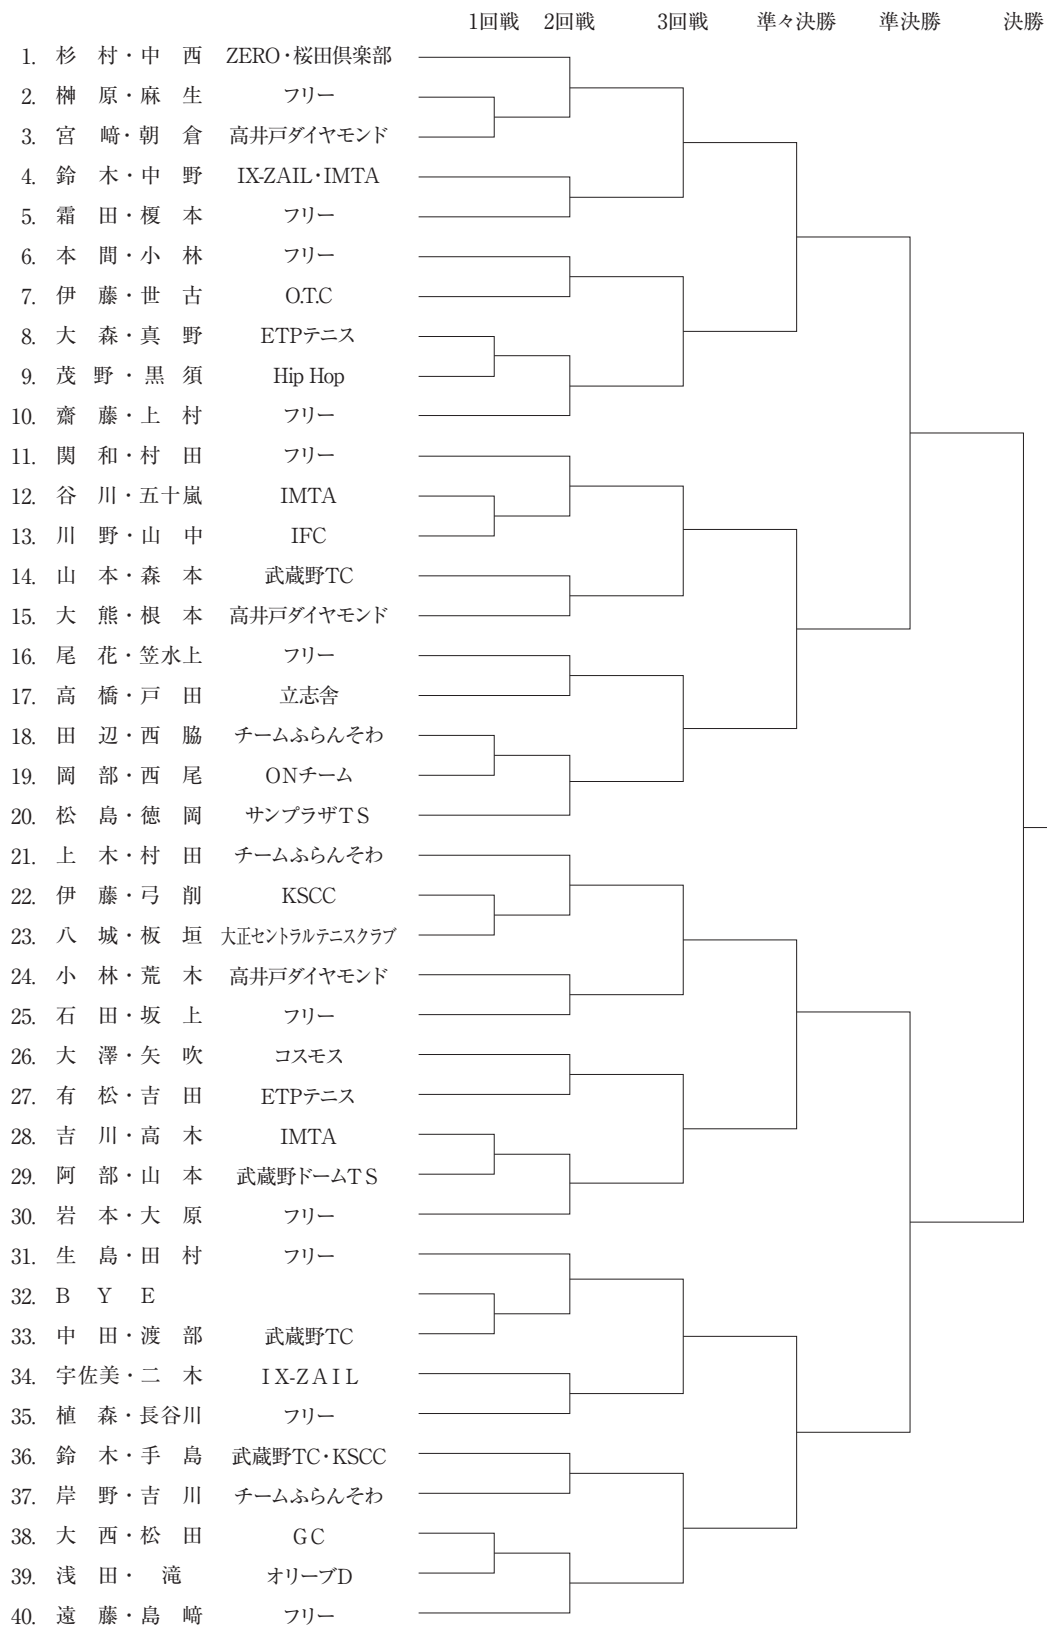 1回戦 2回戦 3回戦 準々決勝 準決勝 決勝
1. 杉 村・中 西 ZERO・桜田倶楽部
2. 榊 原・麻 生 フリー
3. 宮 﨑・朝 倉 高井戸ダイヤモンド
4. 鈴 木・中 野 IX-ZAIL・IMTA
5. 霜 田・榎 本 フリー
6. 本 間・小 林 フリー
7. 伊 藤・世 古 O.T.C
8. 大 森・真 野 ETPテニス
9. 茂 野・黒 須 Hip Hop
10. 齋 藤・上 村 フリー
11. 関 和・村 田 フリー
12. 谷 川・五十嵐 IMTA
13. 川 野・山 中 IFC
14. 山 本・森 本 武蔵野TC
15. 大 熊・根 本 高井戸ダイヤモンド
16. 尾 花・笠水上 フリー
17. 高 橋・戸 田 立志舎
18. 田 辺・西 脇 チームふらんそわ
19. 岡 部・西 尾 ONチーム
20. 松 島・徳 岡 サンプラザTS
21. 上 木・村 田 チームふらんそわ
22. 伊 藤・弓 削 KSCC
23. 八 城・板 垣 大正セントラルテニスクラブ
24. 小 林・荒 木 高井戸ダイヤモンド
25. 石 田・坂 上 フリー
26. 大 澤・矢 吹 コスモス
27. 有 松・吉 田 ETPテニス
28. 吉 川・高 木 IMTA
29. 阿 部・山 本 武蔵野ドームTS
30. 岩 本・大 原 フリー
31. 生 島・田 村 フリー
32. B Y E
33. 中 田・渡 部 武蔵野TC
34. 宇佐美・二 木 IX-ZAIL
35. 植 森・長谷川 フリー
36. 鈴 木・手 島 武蔵野TC・KSCC
37. 岸 野・吉 川 チームふらんそわ
38. 大 西・松 田 GC
39. 浅 田・ 滝 オリーブD
40. 遠 藤・島 﨑 フリー